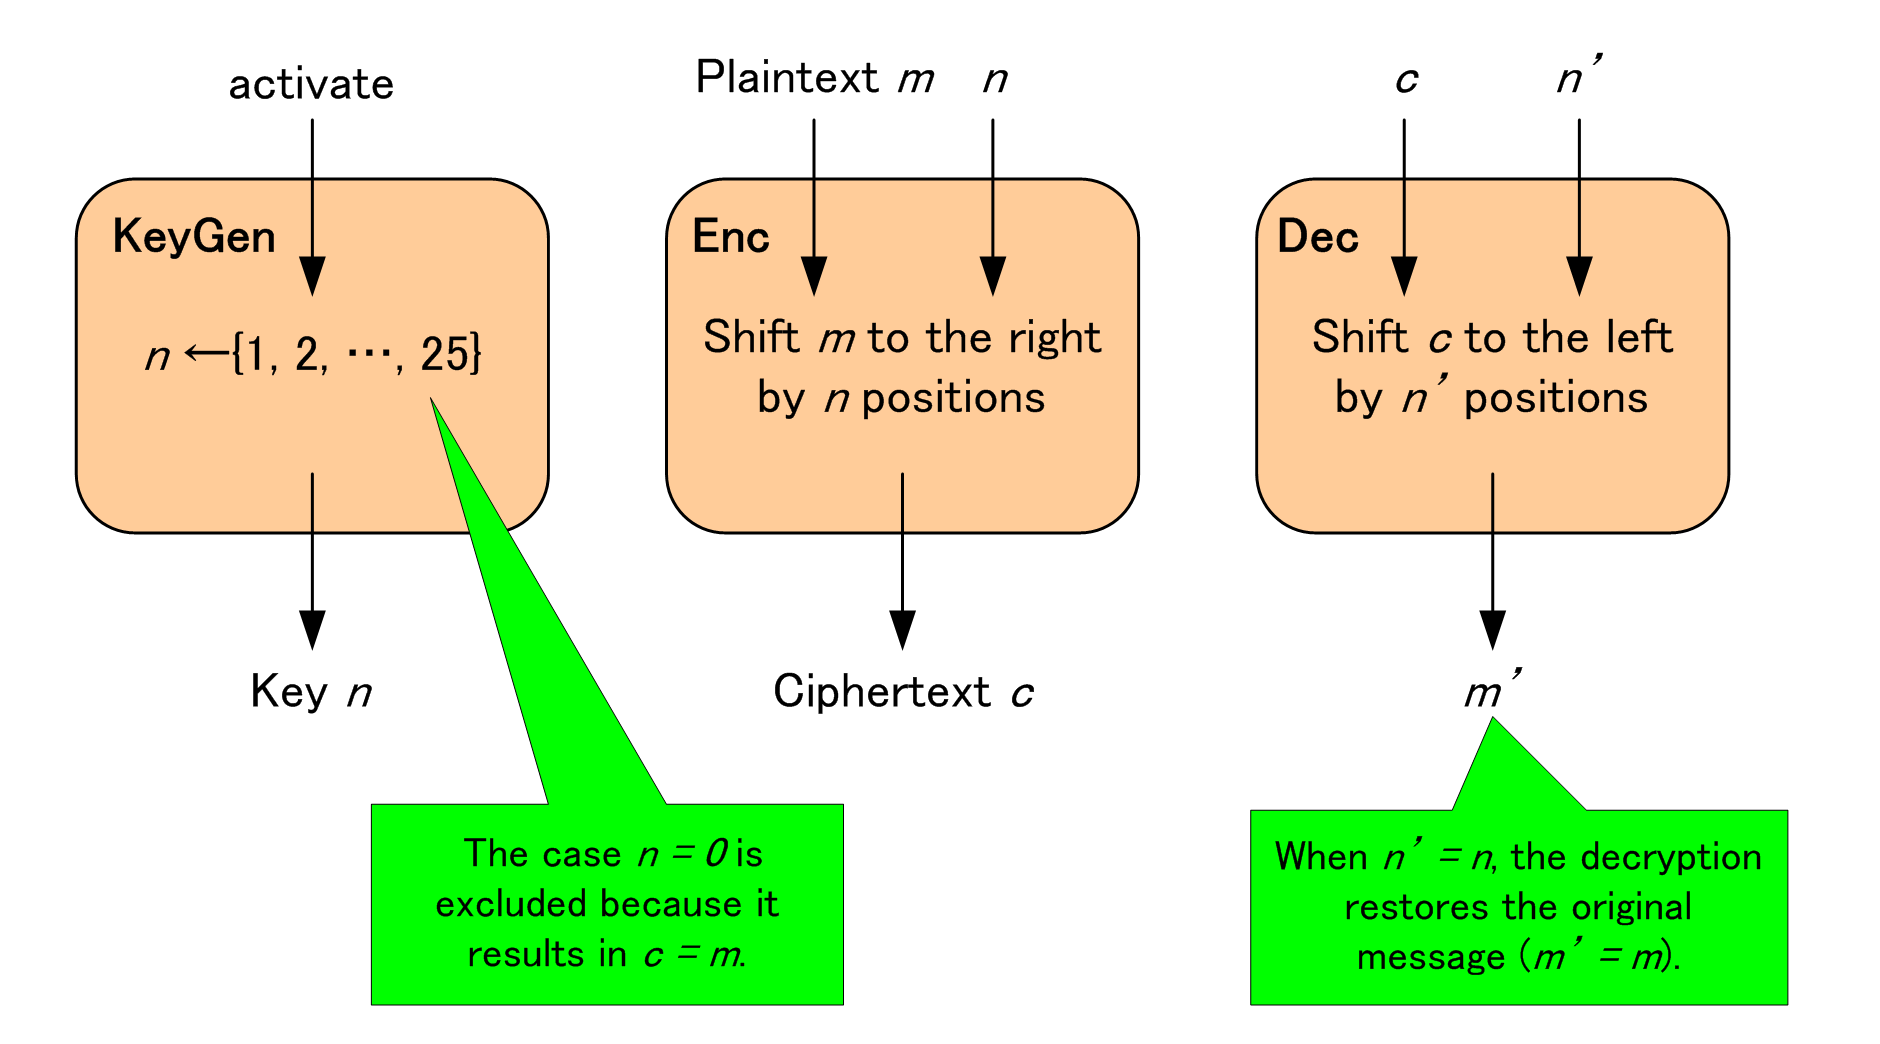 activate
KeyGen
n ←{1, 2, ⋯, 25}
Key n
The case n = 0 is
excluded because it
results in c = m.
Plaintext m n
Enc
Shift m to the right
by n positions
Ciphertext c
c n’
Dec
Shift c to the left
by n’ positions
m’
When n’ = n, the decryption
restores the original
message (m’ = m).